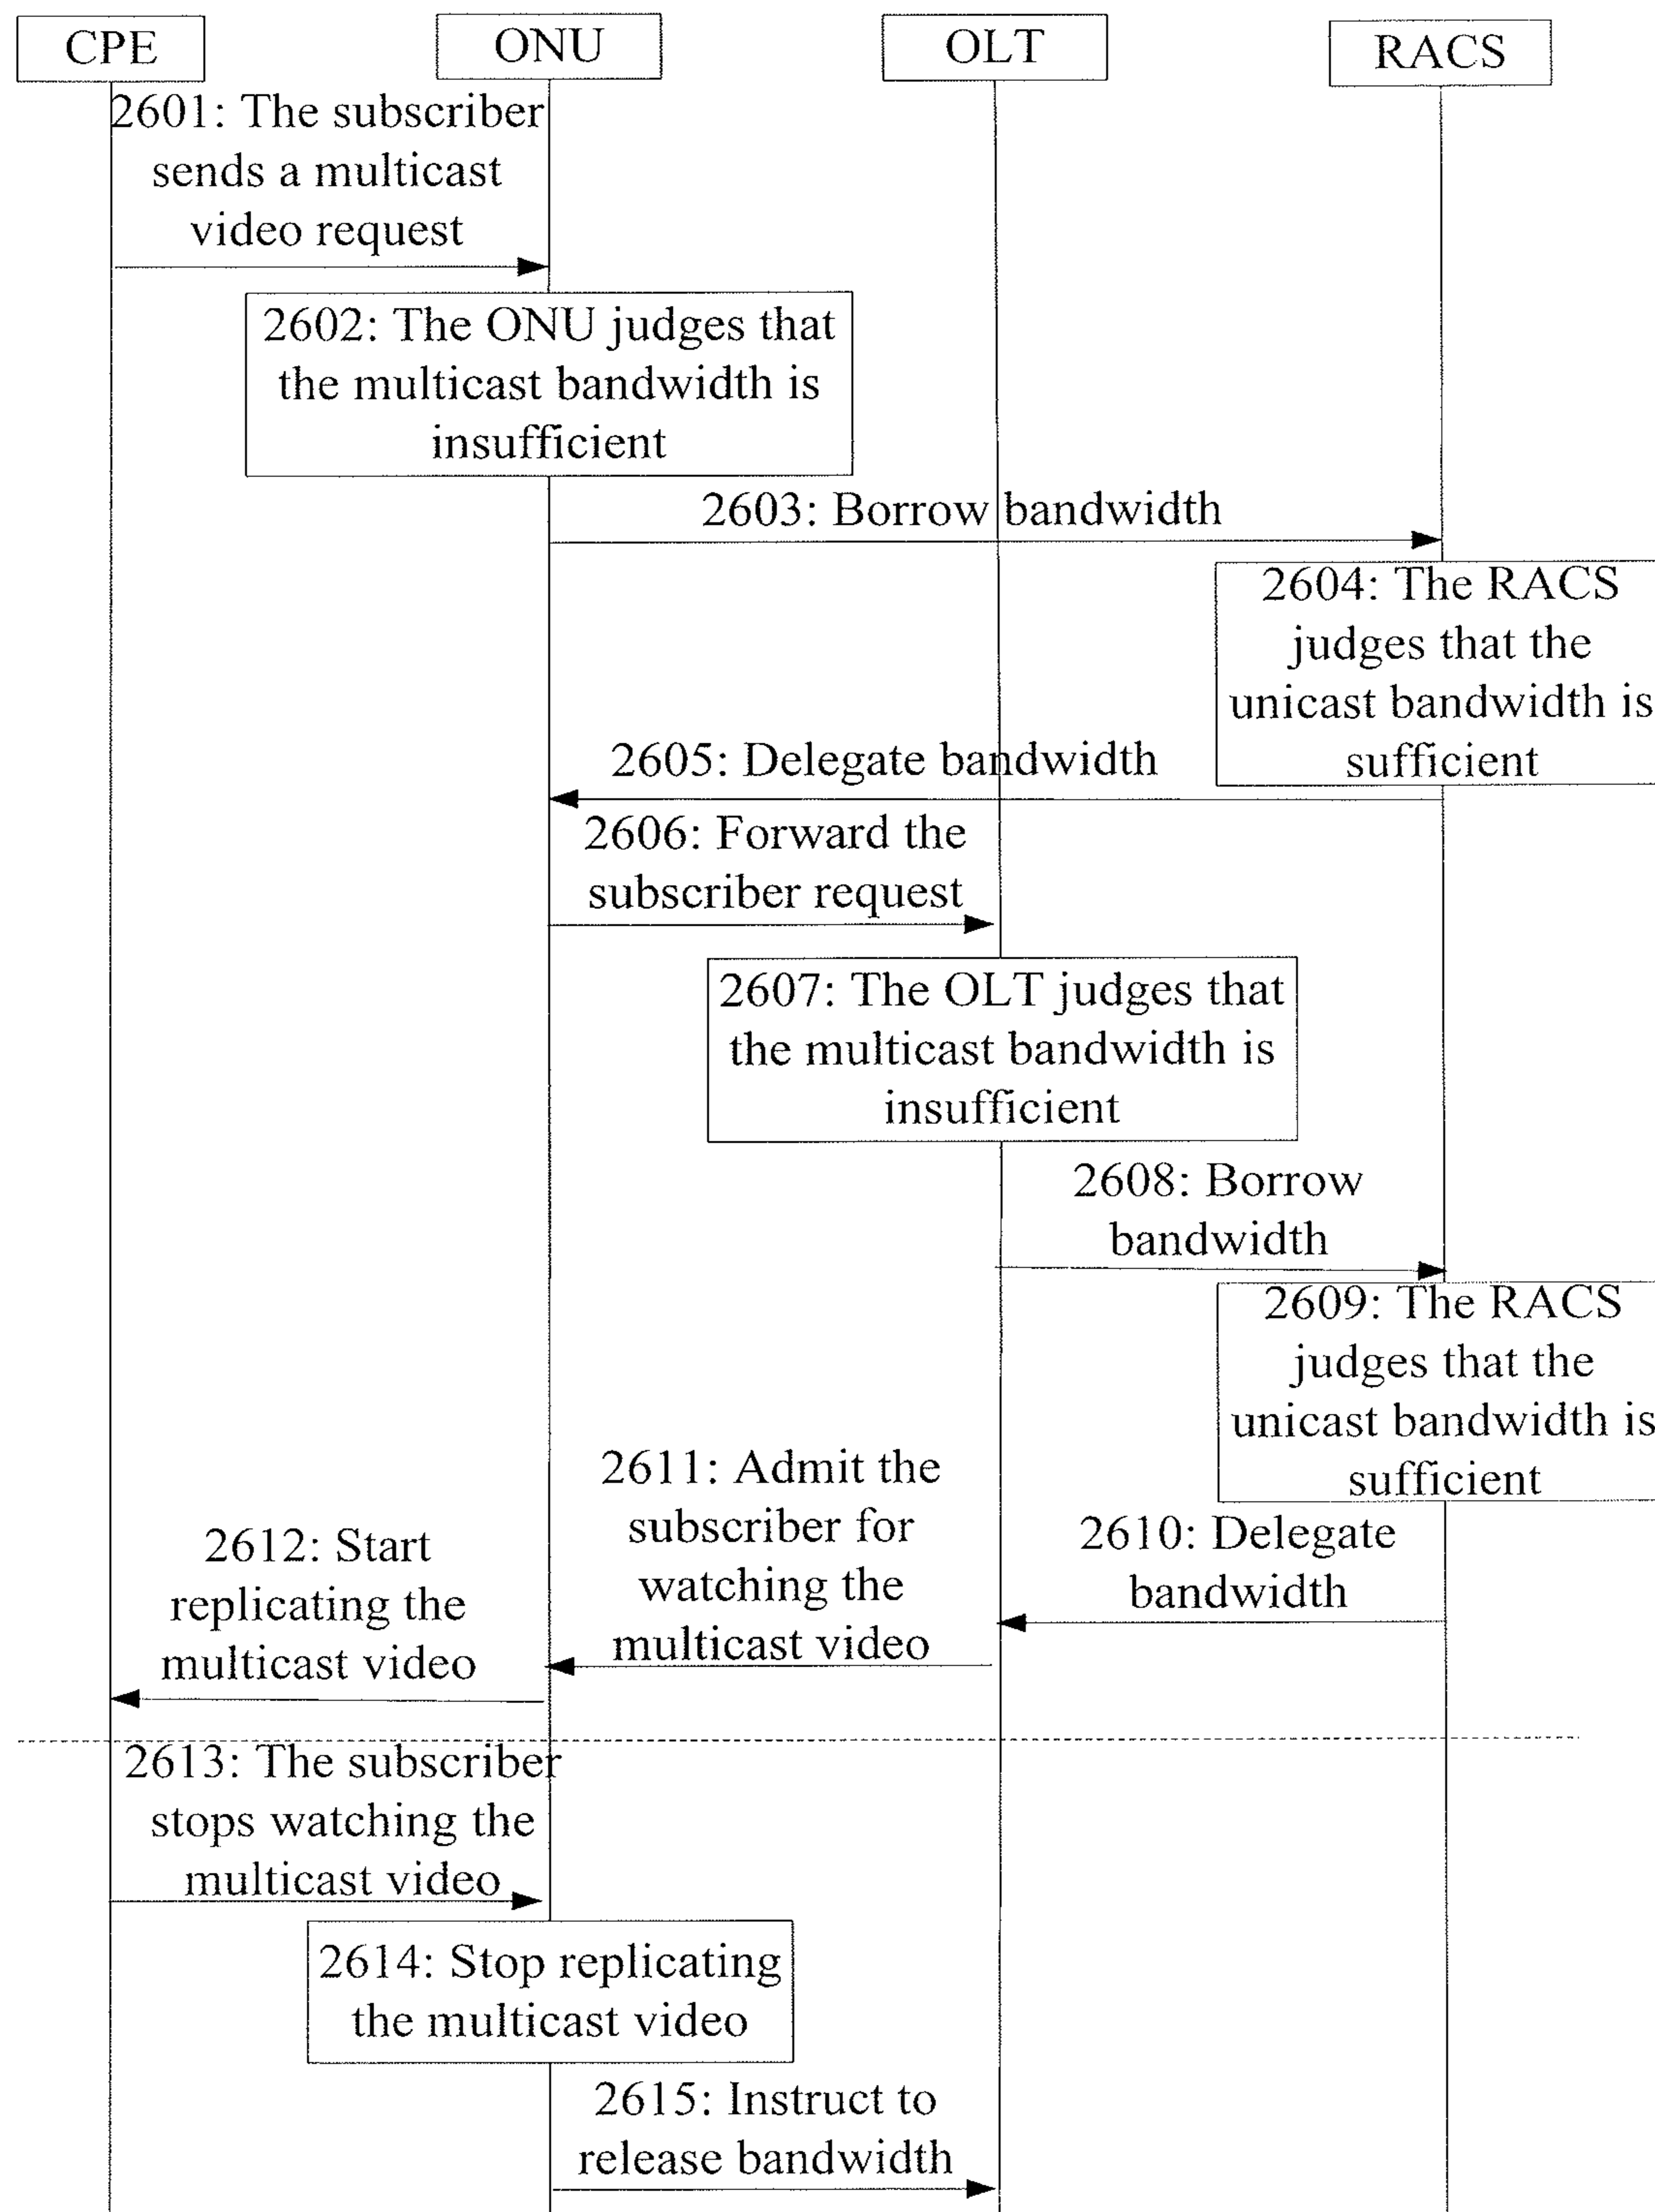 CPE
ONU
OLT
RACS
2601: The subscriber
sends a multicast
video request
2602: The ONU judges that
the multicast bandwidth is
insufficient
2603: Borrow bandwidth
2604: The RACS
judges that the
unicast bandwidth is
sufficient
2605: Delegate bandwidth
2606: Forward the
subscriber request
2607: The OLT judges that
the multicast bandwidth is
insufficient
2608: Borrow
bandwidth
2609: The RACS
judges that the
unicast bandwidth is
sufficient
2610: Delegate
bandwidth
2611: Admit the
subscriber for
watching the
multicast video
2612: Start
replicating the
multicast video
2613: The subscriber
stops watching the
multicast video
2614: Stop replicating
the multicast video
2615: Instruct to
release bandwidth